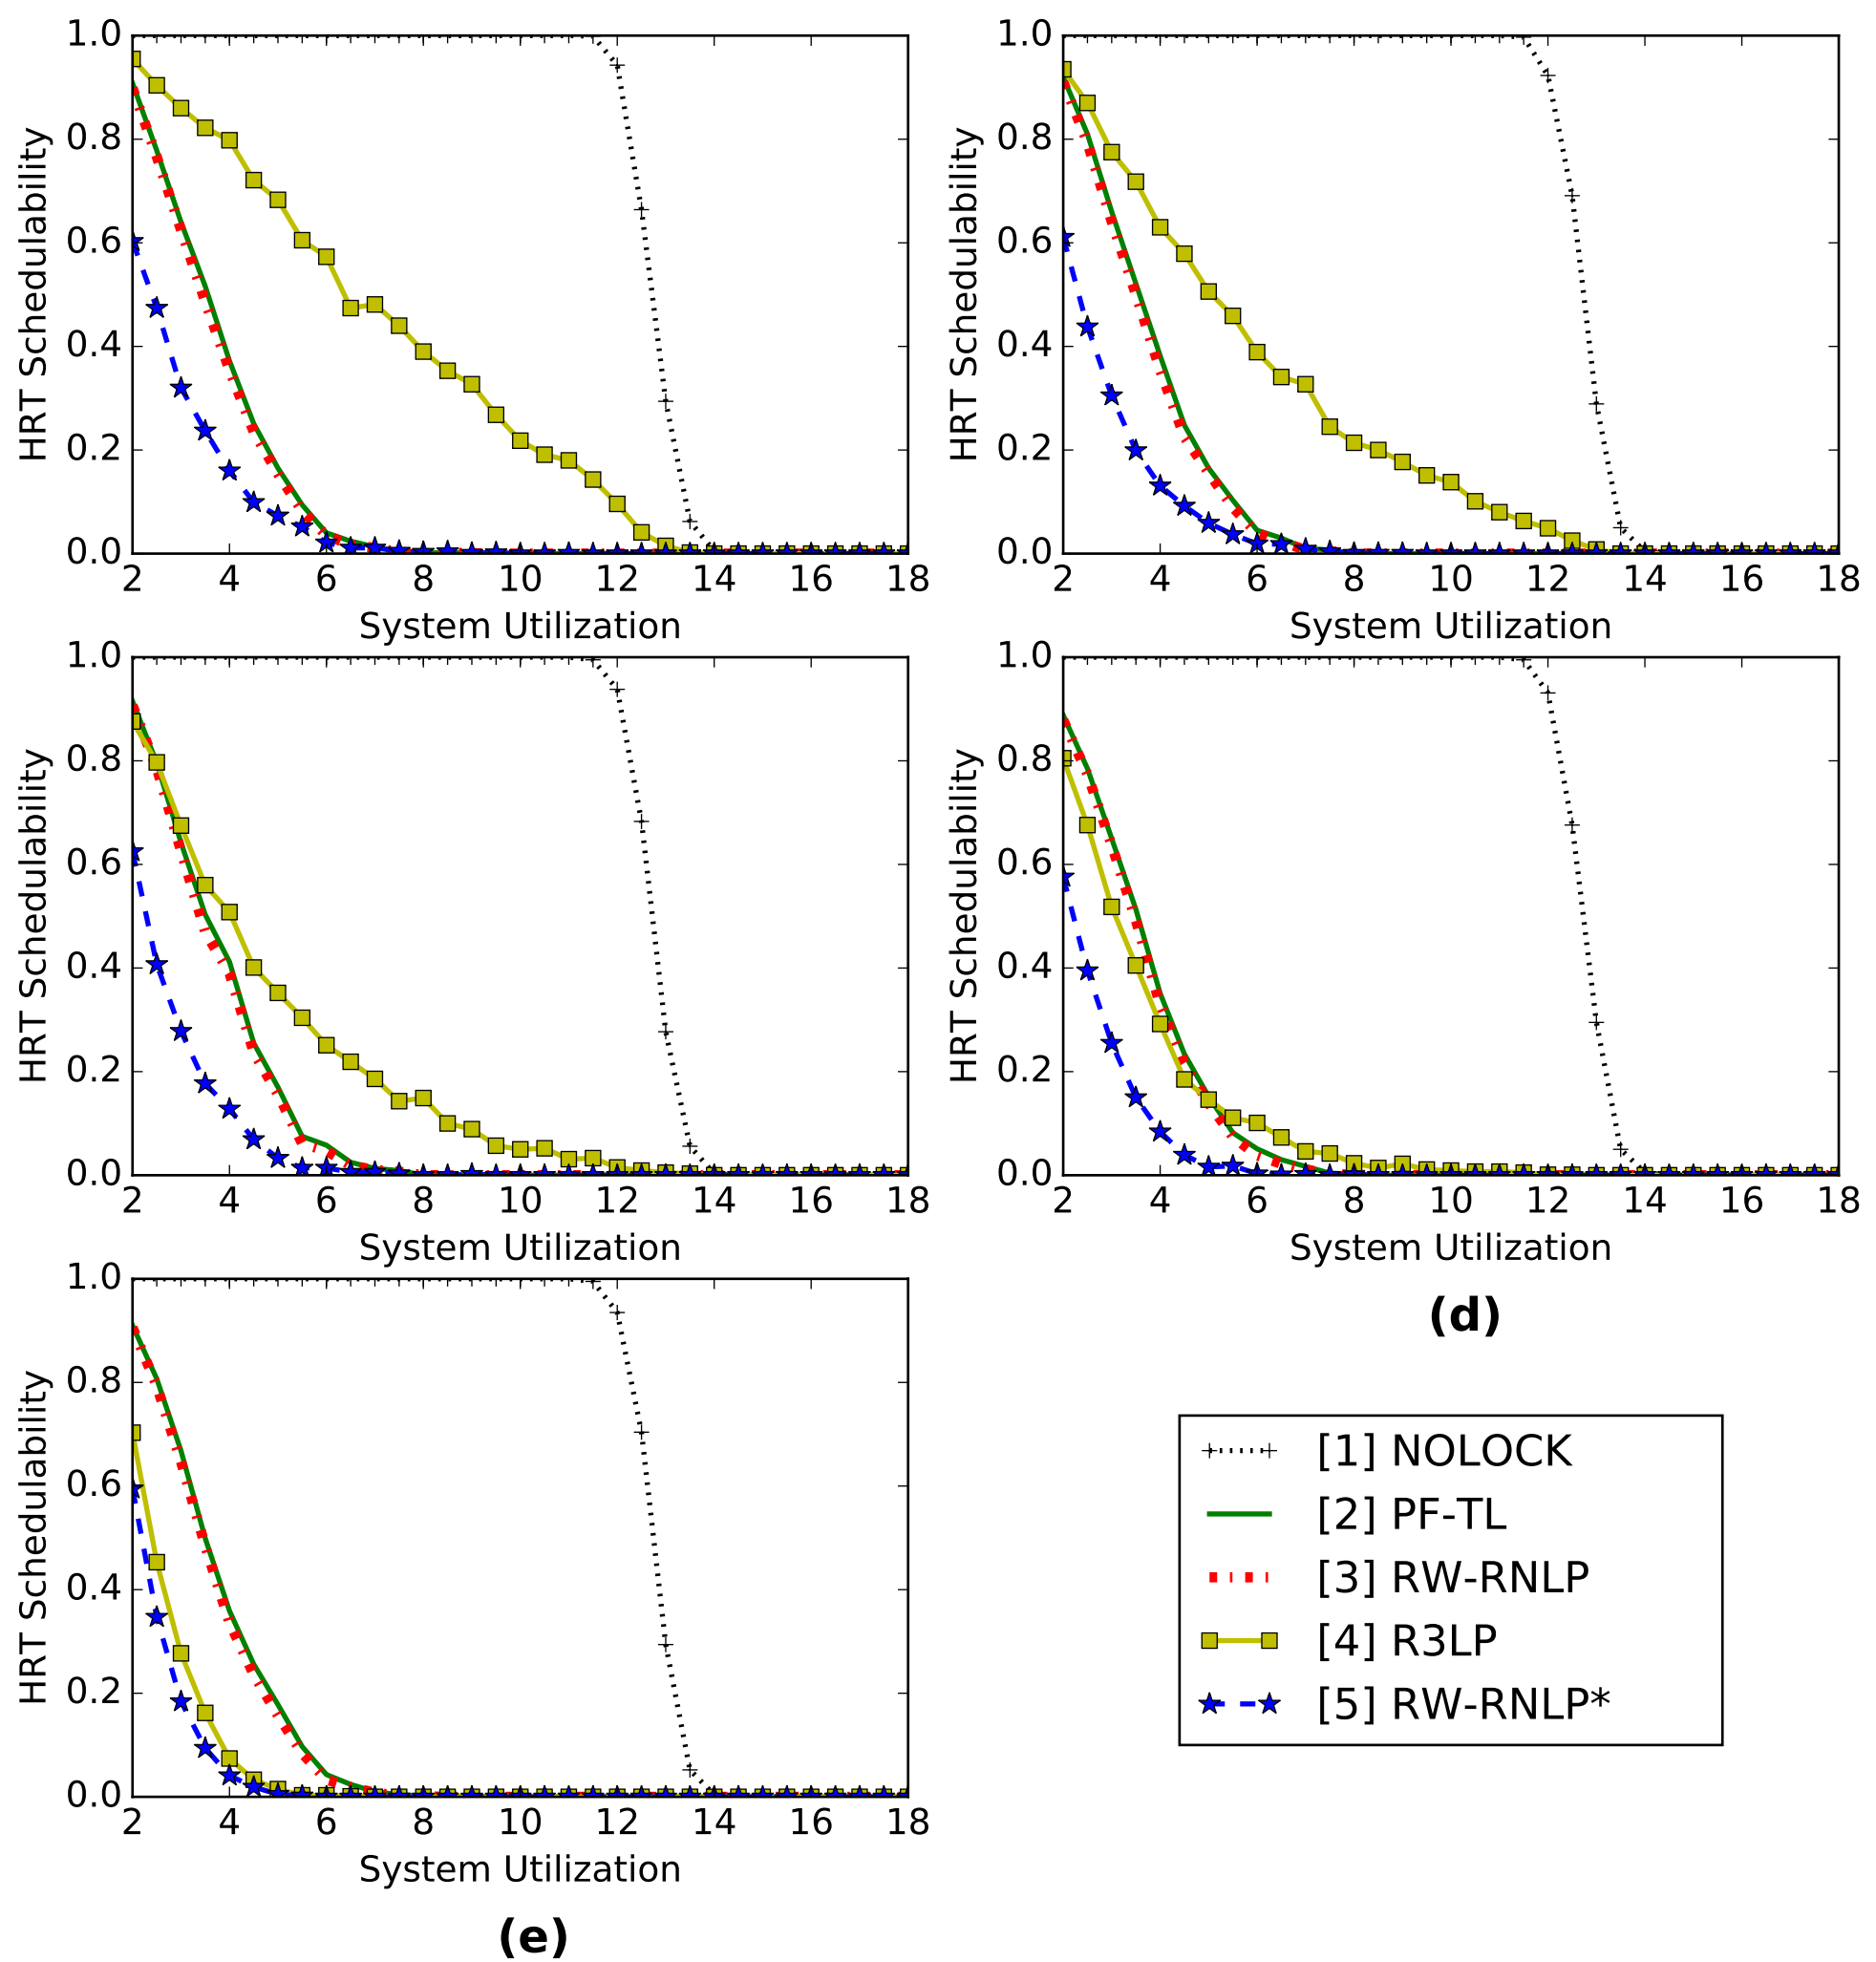 1.0
0.8
0.6
0.4
0.2
0.0
HRT Schedulability
2 4 6 8 10 12 14 16 18
System Utilization
1.0
0.8
0.6
0.4
0.2
0.0
HRT Schedulability
2 4 6 8 10 12 14 16 18
System Utilization
1.0
0.8
0.6
0.4
0.2
0.0
HRT Schedulability
2 4 6 8 10 12 14 16 18
System Utilization
1.0
0.8
0.6
0.4
0.2
0.0
HRT Schedulability
2 4 6 8 10 12 14 16 18
System Utilization
(d)
1.0
0.8
0.6
0.4
0.2
0.0
HRT Schedulability
2 4 6 8 10 12 14 16 18
System Utilization
(e)
[1] NOLOCK
[2] PF-TL
[3] RW-RNLP
[4] R3LP
[5] RW-RNLP*